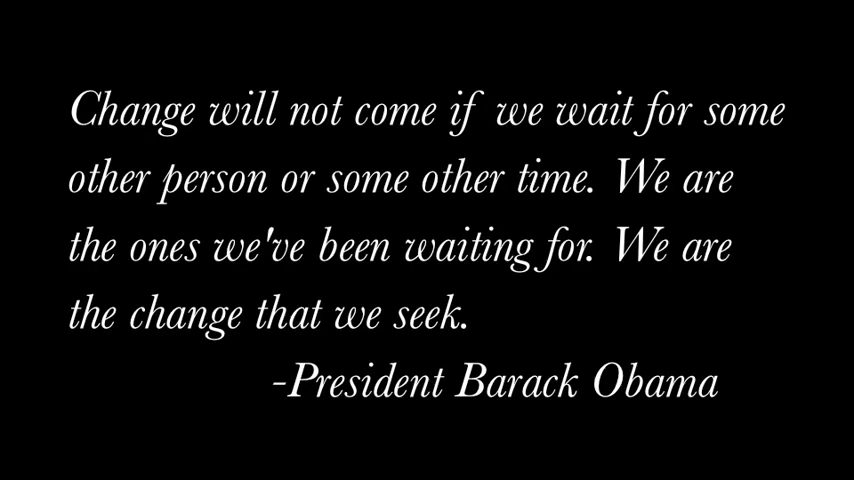 Change will not come if we wait for some
other person or some other time. We are
the ones we've been waiting for. We are
the change that we seek.
-President Barack Obama